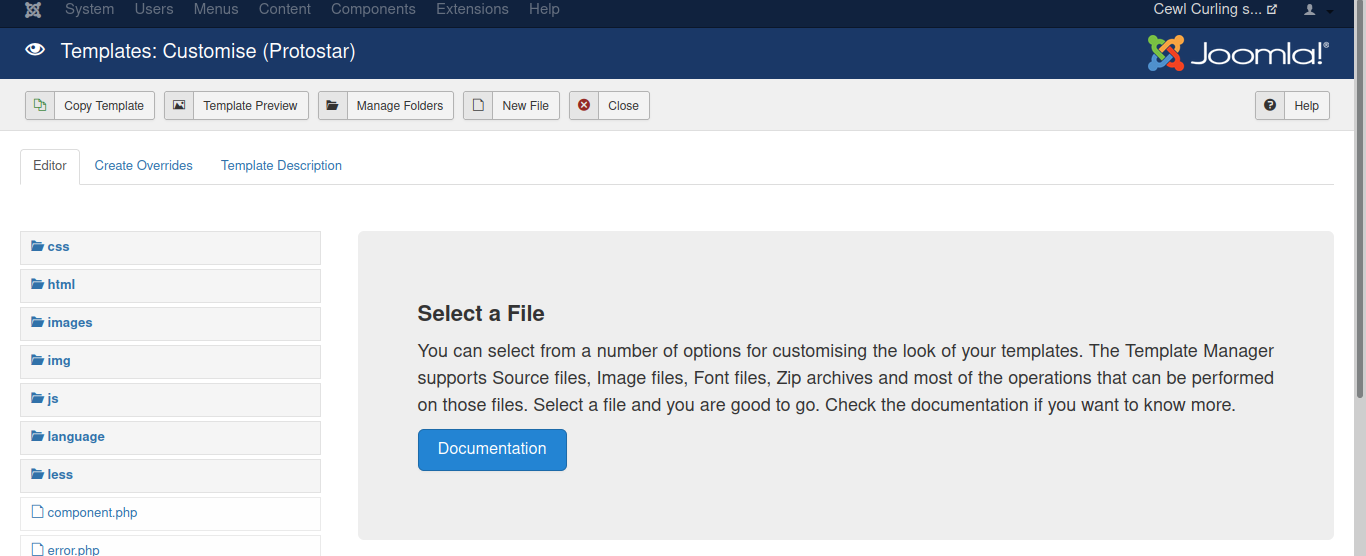 System Users Menus Content Components Extensions Help Cewl Curling s...
Templates: Customise (Protostar) Joomla!®
Copy Template Template Preview Manage Folders New File Close Help
Editor Create Overrides Template Description
css
html
images
img
js
language
less
component.php
error.php
Select a File
You can select from a number of options for customising the look of your templates. The Template Manager
supports Source files, Image files, Font files, Zip archives and most of the operations that can be performed
on those files. Select a file and you are good to go. Check the documentation if you want to know more.
Documentation